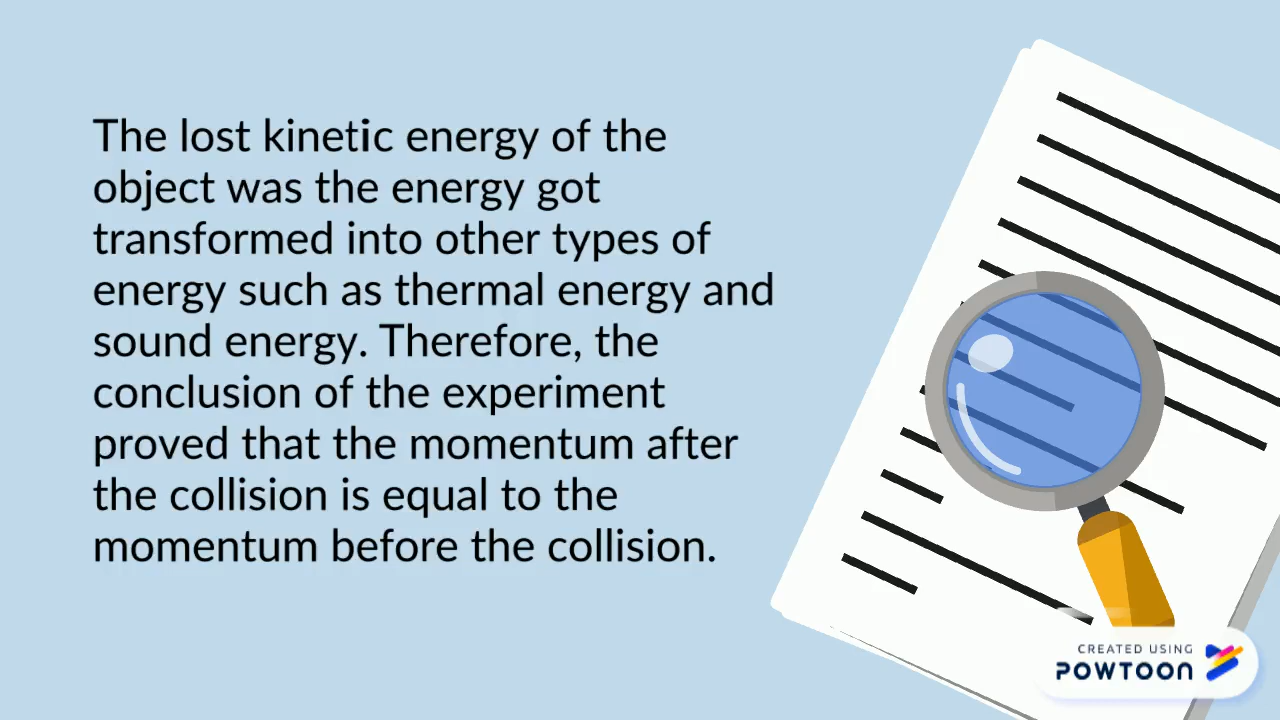 The lost kinetic energy of the
object was the energy got
transformed into other types of
energy such as thermal energy and
sound energy. Therefore, the
conclusion of the experiment
proved that the momentum after
the collision is equal to the
momentum before the collision.
CREATED USING
POWTOON